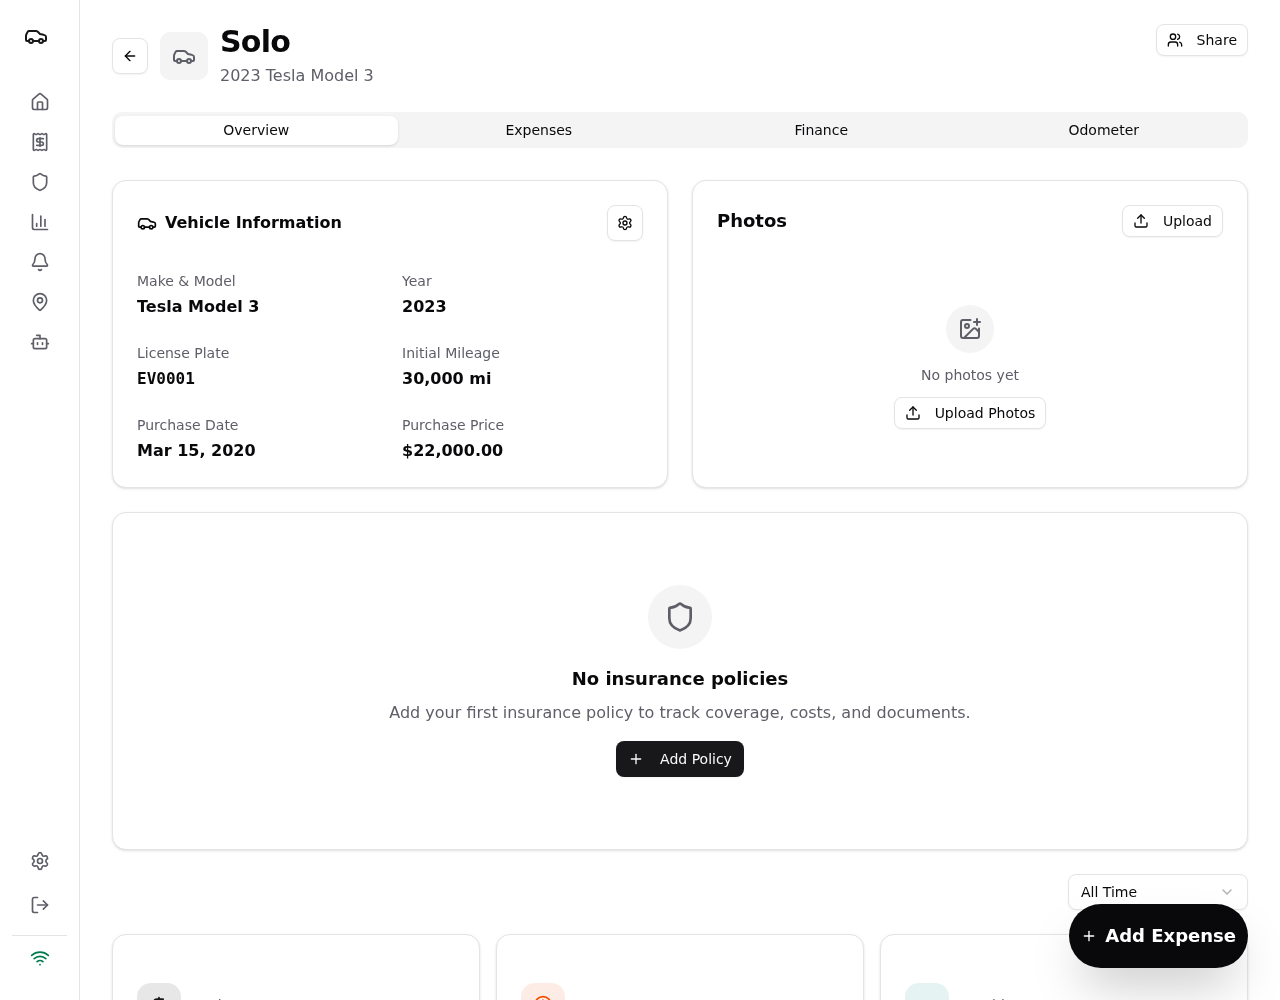 Solo
2023 Tesla Model 3
Share
Overview
Expenses
Finance
Odometer
Vehicle Information
Make & Model
Tesla Model 3
Year
2023
License Plate
EV0001
Initial Mileage
30,000 mi
Purchase Date
Mar 15, 2020
Purchase Price
$22,000.00
Photos
Upload
No photos yet
Upload Photos
No insurance policies
Add your first insurance policy to track coverage, costs, and documents.
Add Policy
All Time
Add Expense